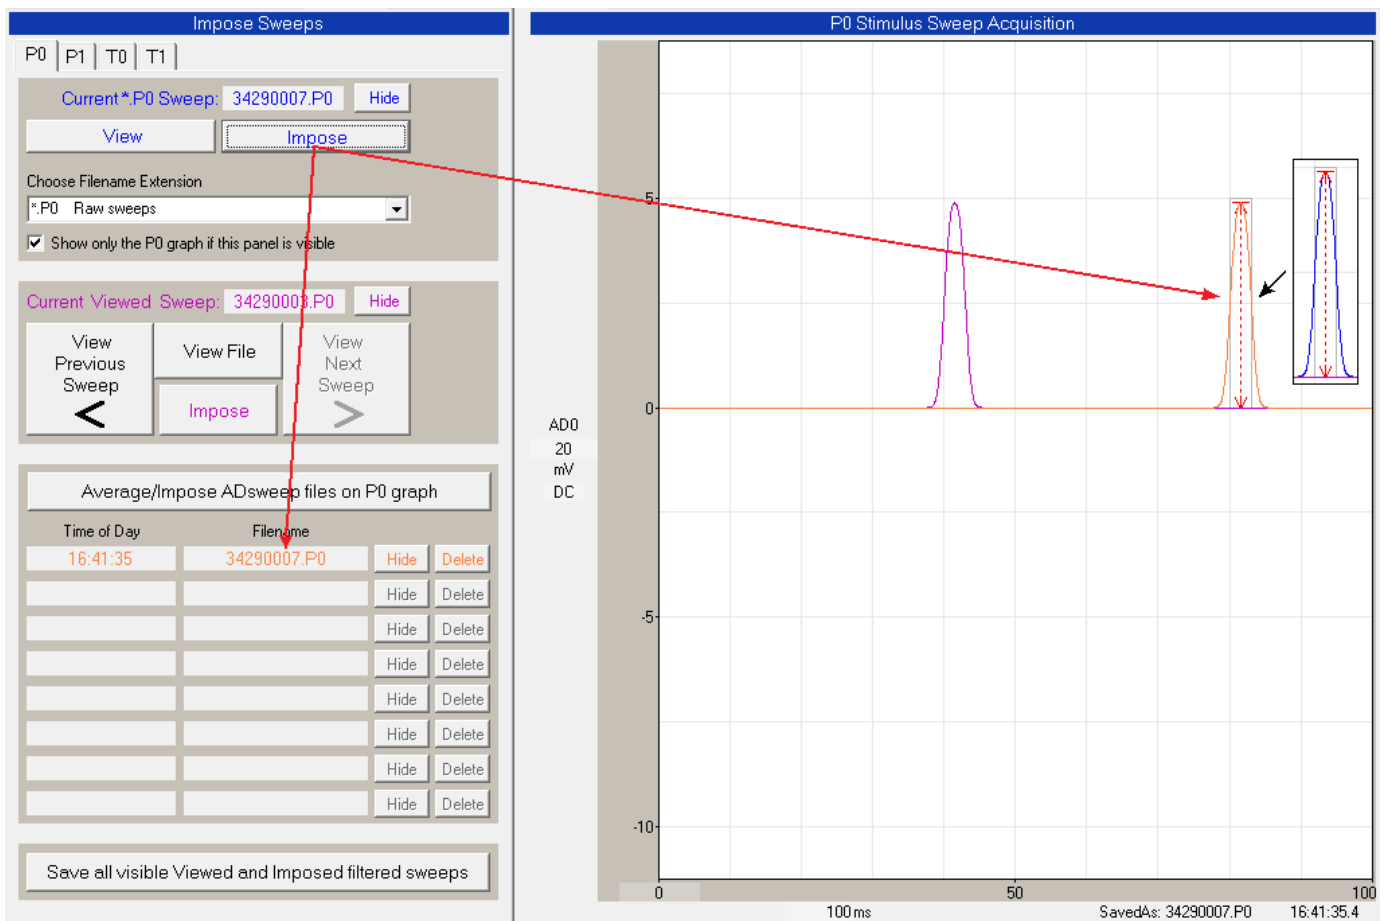 Impose Sweeps
P0 P1 T0 T1
Current *.P0 Sweep: 34290007.P0 Hide
View Impose
Choose Filename Extension
*.P0 Raw sweeps
Show only the P0 graph if this panel is visible
Current Viewed Sweep: 34290003.P0 Hide
View Previous Sweep <
View File
Impose
View Next Sweep >
Average/Impose ADsweep files on P0 graph
Time of Day Filename
16:41:35 34290007.P0 Hide Delete
Hide Delete
Hide Delete
Hide Delete
Hide Delete
Hide Delete
Hide Delete
Hide Delete
Save all visible Viewed and Imposed filtered sweeps
P0 Stimulus Sweep Acquisition
5
0
-5
-10
AD0
20
mV
DC
0 50 100
100 ms SavedAs: 34290007.P0 16:41:35.4